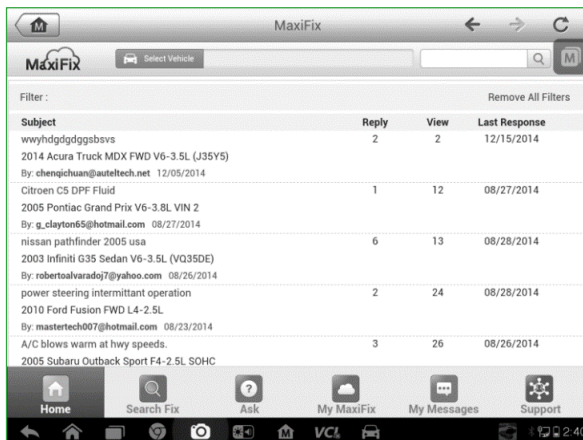 MaxiFix
MaxiFix
Select Vehicle
M
Filter :
Remove All Filters
Subject Reply View Last Response
wwyhdgdgdggsbsvs 2 2 12/15/2014
2014 Acura Truck MDX FWD V6-3.5L (J35Y5)
By: chenqichuan@auteltech.net 12/05/2014
Citroen C5 DPF Fluid 1 12 08/27/2014
2005 Pontiac Grand Prix V6-3.8L VIN 2
By: g_clayton65@hotmail.com 08/27/2014
nissan pathfinder 2005 usa 6 13 08/28/2014
2003 Infiniti G35 Sedan V6-3.5L (VQ35DE)
By: robertoalvaradoj7@yahoo.com 08/26/2014
power steering intermittant operation 2 24 08/28/2014
2010 Ford Fusion FWD L4-2.5L
By: mastertech007@hotmail.com 08/23/2014
A/C blows warm at hwy speeds. 3 26 08/26/2014
2005 Subaru Outback Sport F4-2.5L SOHC
Home Search Fix Ask My MaxiFix My Messages Support
VCI 2:40